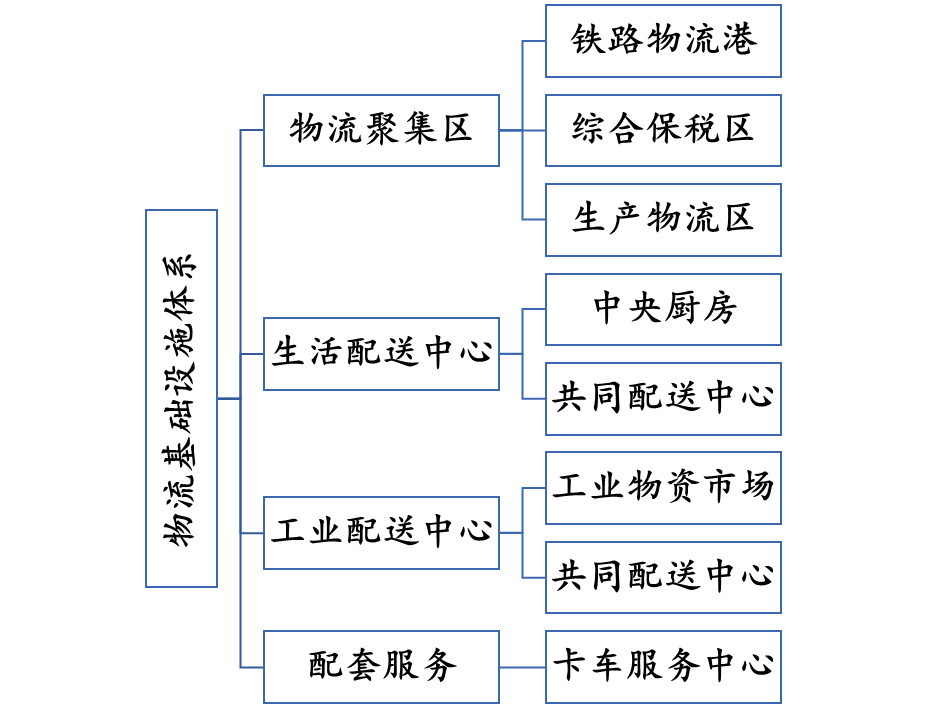 物流基础设施体系
物流聚集区
铁路物流港
综合保税区
生产物流区
生活配送中心
中央厨房
共同配送中心
工业配送中心
工业物资市场
共同配送中心
配套服务
卡车服务中心